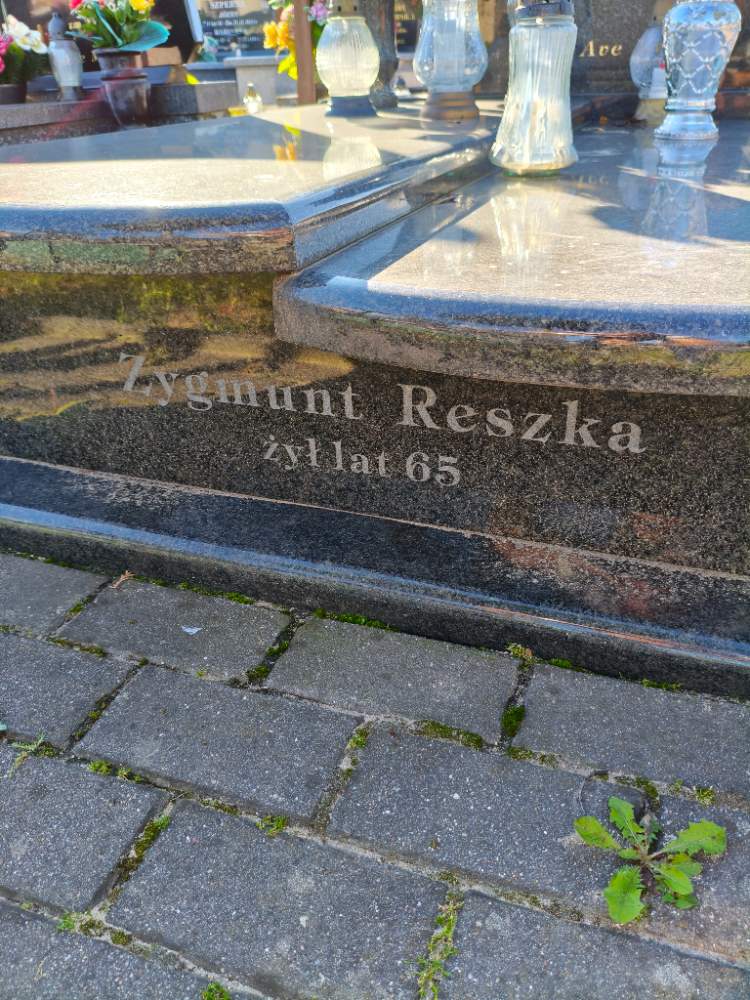 Ave
Zygmunt Reszka
żył lat 65